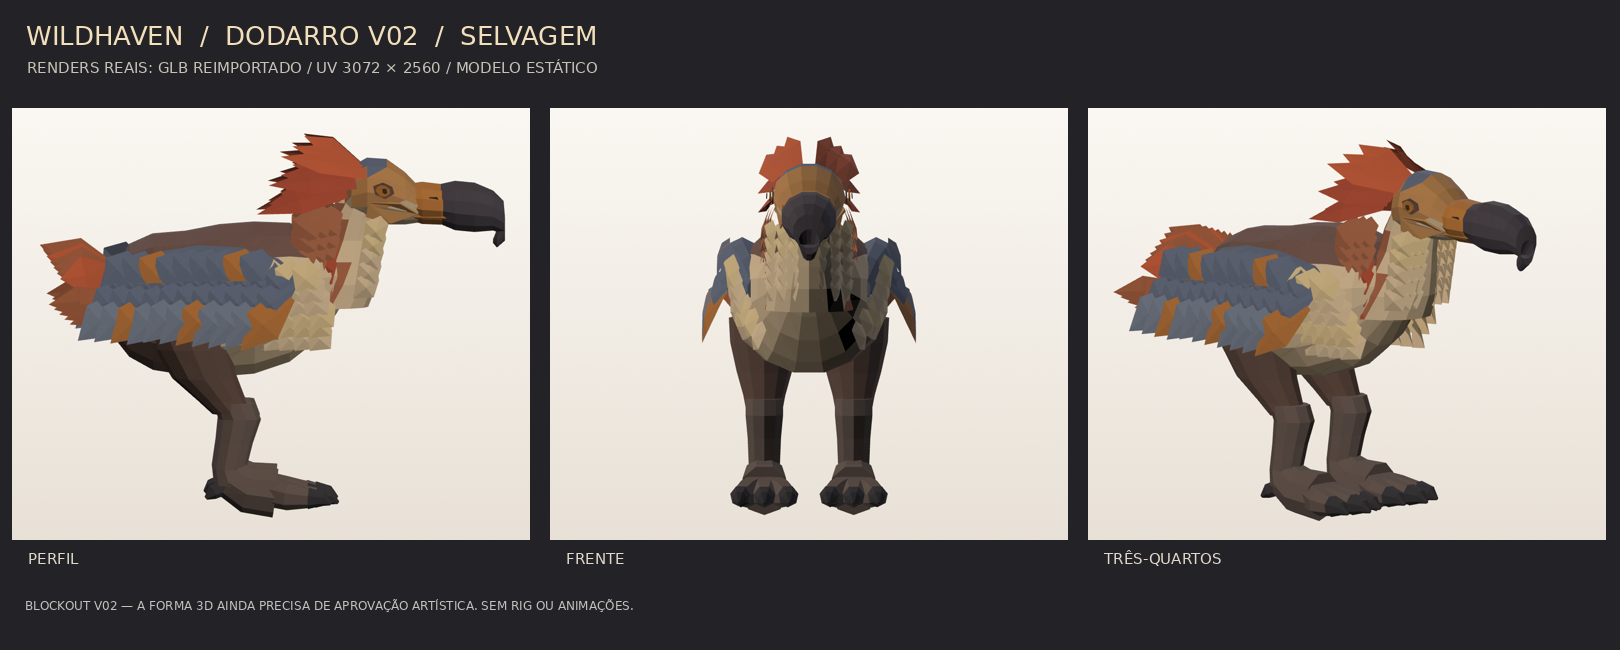 WILDHAVEN / DODARRO V02 / SELVAGEM
RENDERS REAIS: GLB REIMPORTADO / UV 3072 × 2560 / MODELO ESTÁTICO
PERFIL
FRENTE
TRÊS-QUARTOS
BLOCKOUT V02 — A FORMA 3D AINDA PRECISA DE APROVAÇÃO ARTÍSTICA. SEM RIG OU ANIMAÇÕES.